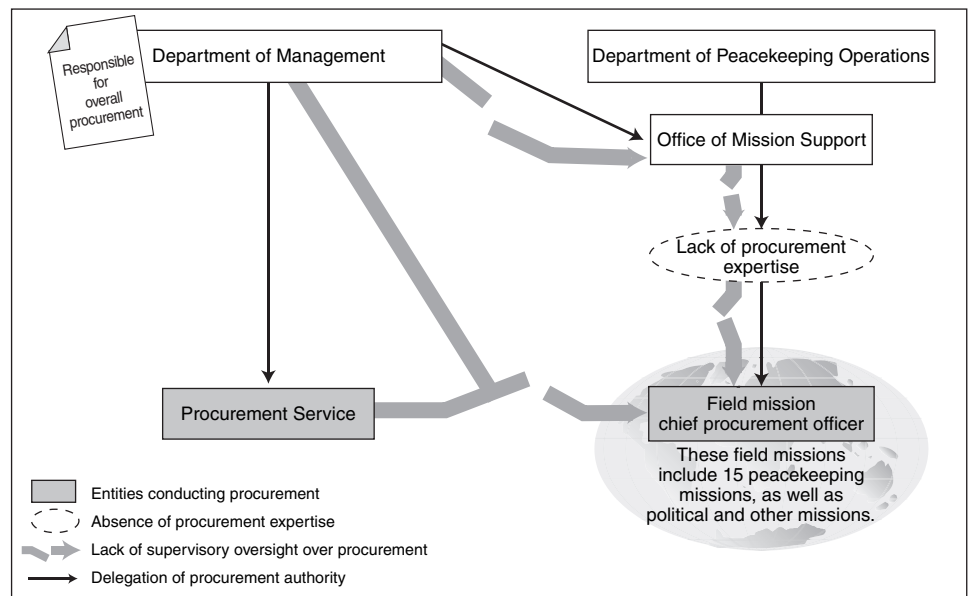 Responsible
for
overall
procurement
Department of Management
Department of Peacekeeping Operations
Office of Mission Support
Lack of procurement
expertise
Procurement Service
Field mission
chief procurement officer
These field missions
include 15 peacekeeping
missions, as well as
political and other missions.
Entities conducting procurement
Absence of procurement expertise
Lack of supervisory oversight over procurement
Delegation of procurement authority